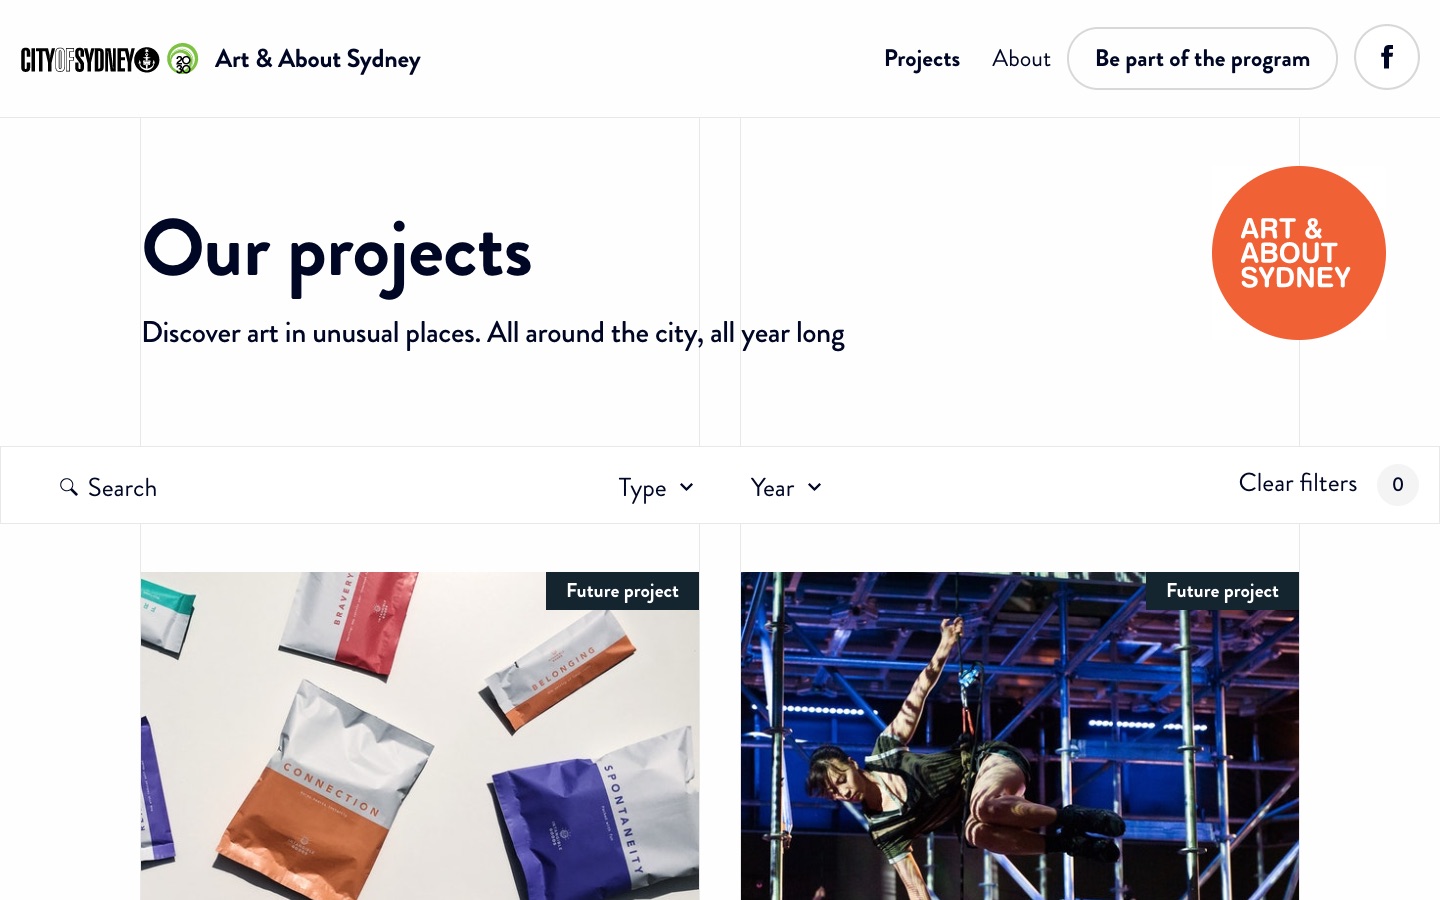 CITYOFSYDNEY
2030
Art & About Sydney
Projects
About
Be part of the program
Our projects
Discover art in unusual places. All around the city, all year long
ART &
ABOUT
SYDNEY
Search
Type
Year
Clear filters
0
Future project
BRAVERY
BELONGING
CONNECTION
SPONTANEITY
Future project